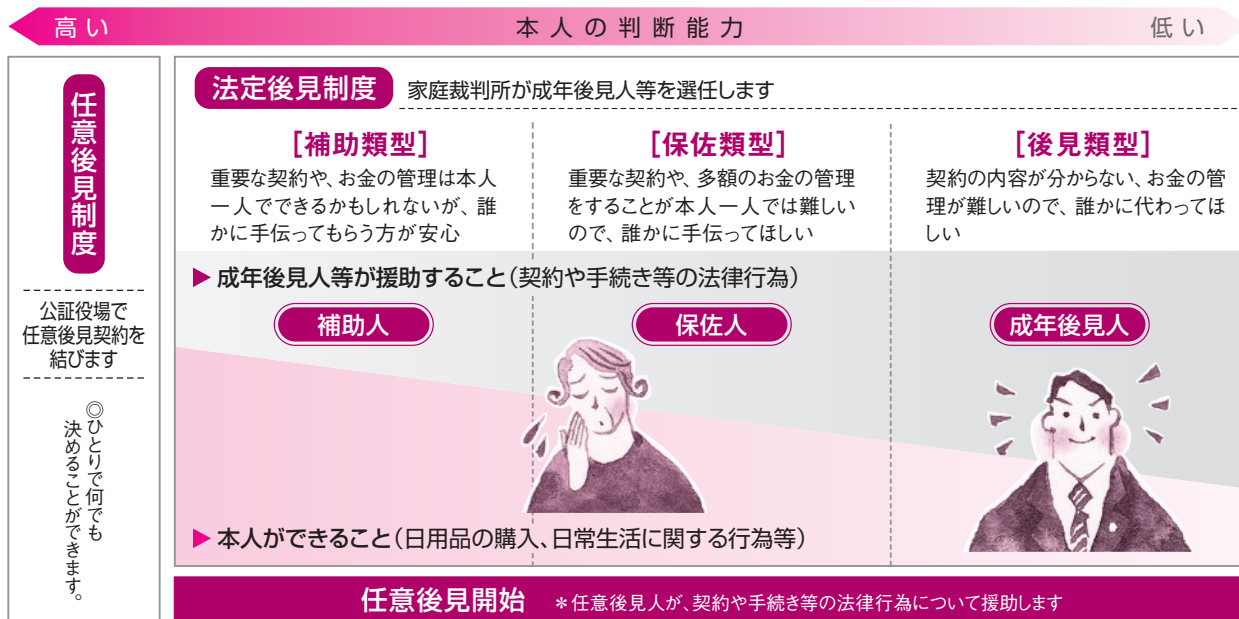 高い 本人の判断能力 低い
任意後見制度
公証役場で
任意後見契約を
結びます
◎ひとりで何でも
決めることができます。
法定後見制度 家庭裁判所が成年後見人等を選任します
［補助類型］
重要な契約や、お金の管理は本人
一人でできるかもしれないが、誰
かに手伝ってもらう方が安心
［保佐類型］
重要な契約や、多額のお金の管理
をすることが本人一人では難しい
ので、誰かに手伝ってほしい
［後見類型］
契約の内容が分からない、お金の管
理が難しいので、誰かに代わってほ
しい
▶成年後見人等が援助すること（契約や手続き等の法律行為）
補助人
保佐人
成年後見人
▶本人ができること（日用品の購入、日常生活に関する行為等）
任意後見開始 ＊任意後見人が、契約や手続き等の法律行為について援助します